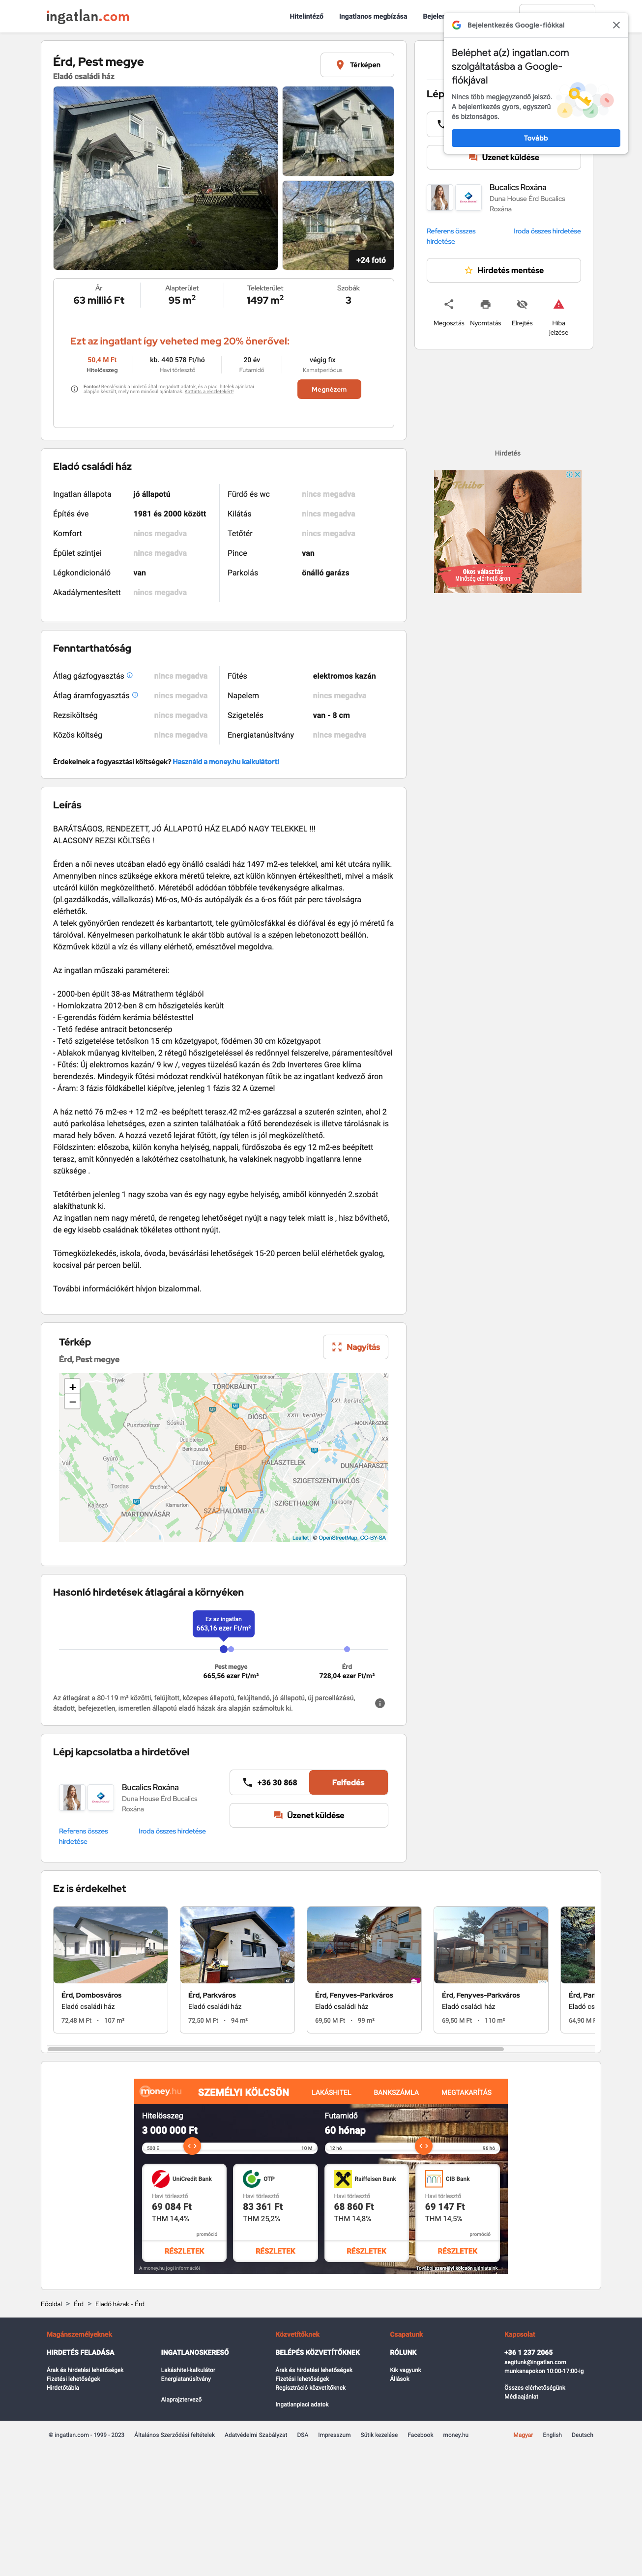 ingatlan.com
Hitelintéző
Ingatlanos megbízása
Bejelen
Bejelentkezés Google-fiókkal
Beléphet a(z) ingatlan.com
szolgáltatásba a Google-
fiókjával
Nincs több megjegyzendő jelszó.
A bejelentkezés gyors, egyszerű
és biztonságos.
Tovább
Érd, Pest megye
Eladó családi ház
Térképen
+24 fotó
Ár
63 millió Ft
Alapterület
95 m2
Telekterület
1497 m2
Szobák
3
Ezt az ingatlant így veheted meg 20% önerővel:
50,4 M Ft
Hitelösszeg
kb. 440 578 Ft/hó
Havi törlesztő
20 év
Futamidő
végig fix
Kamatperiódus
Fontos! Becslésünk a hirdető által megadott adatok, és a piaci hitelek ajánlatai
alapján készült, mely nem minősül ajánlatnak. Kattints a részletekért!
Megnézem
Lép
Üzenet küldése
Bucalics Roxána
Duna House Érd Bucalics
Roxána
Referens összes
hirdetése
Iroda összes hirdetése
Hirdetés mentése
Megosztás
Nyomtatás
Elrejtés
Hiba
jelzése
Hirdetés
Tchibo
Okos választás
Minőség elérhető áron
Eladó családi ház
Ingatlan állapota jó állapotú
Építés éve 1981 és 2000 között
Komfort nincs megadva
Épület szintjei nincs megadva
Légkondicionáló van
Akadálymentesített nincs megadva
Fürdő és wc nincs megadva
Kilátás nincs megadva
Tetőtér nincs megadva
Pince van
Parkolás önálló garázs
Fenntarthatóság
Átlag gázfogyasztás nincs megadva
Átlag áramfogyasztás nincs megadva
Rezsiköltség nincs megadva
Közös költség nincs megadva
Fűtés elektromos kazán
Napelem nincs megadva
Szigetelés van - 8 cm
Energiatanúsítvány nincs megadva
Érdekelnek a fogyasztási költségek? Használd a money.hu kalkulátort!
Leírás
BARÁTSÁGOS, RENDEZETT, JÓ ÁLLAPOTÚ HÁZ ELADÓ NAGY TELEKKEL !!!
ALACSONY REZSI KÖLTSÉG !
Érden a női neves utcában eladó egy önálló családi ház 1497 m2-es telekkel, ami két utcára nyílik.
Amennyiben nincs szüksége ekkora méretű telekre, azt külön könnyen értékesítheti, mivel a másik
utcáról külön megközelíthető. Méretéből adódóan többféle tevékenységre alkalmas.
(pl.gazdálkodás, vállalkozás) M6-os, M0-ás autópályák és a 6-os főút pár perc távolságra
elérhetők.
A telek gyönyörűen rendezett és karbantartott, tele gyümölcsfákkal és diófával és egy jó méretű fa
tárolóval. Kényelmesen parkolhatunk le akár több autóval is a szépen lebetonozott beállón.
Közművek közül a víz és villany elérhető, emésztővel megoldva.
Az ingatlan műszaki paraméterei:
- 2000-ben épült 38-as Mátratherm téglából
- Homlokzatra 2012-ben 8 cm hőszigetelés került
- E-gerendás födém kerámia béléstesttel
- Tető fedése antracit betoncserép
- Tető szigetelése tetősíkon 15 cm kőzetgyapot, födémen 30 cm kőzetgyapot
- Ablakok műanyag kivitelben, 2 rétegű hőszigeteléssel és redőnnyel felszerelve, páramentesítővel
- Fűtés: Új elektromos kazán/ 9 kw /, vegyes tüzelésű kazán és 2db Inverteres Gree klíma
berendezés. Mindegyik fűtési módozat rendkívül hatékonyan fűtik be az ingatlant kedvező áron
- Áram: 3 fázis földkábellel kiépítve, jelenleg 1 fázis 32 A üzemel
A ház nettó 76 m2-es + 12 m2 -es beépített terasz.42 m2-es garázzsal a szuterén szinten, ahol 2
autó parkolása lehetséges, ezen a szinten találhatóak a fűtő berendezések is illetve tárolásnak is
marad hely bőven. A hozzá vezető lejárat fűtött, így télen is jól megközelíthető.
Földszinten: előszoba, külön konyha helyiség, nappali, fürdőszoba és egy 12 m2-es beépített
terasz, amit könnyedén a lakótérhez csatolhatunk, ha valakinek nagyobb ingatlanra lenne
szüksége .
Tetőtérben jelenleg 1 nagy szoba van és egy nagy egybe helyiség, amiből könnyedén 2.szobát
alakíthatunk ki.
Az ingatlan nem nagy méretű, de rengeteg lehetőséget nyújt a nagy telek miatt is , hisz bővíthető,
de egy kisebb családnak tökéletes otthont nyújt.
Tömegközlekedés, iskola, óvoda, bevásárlási lehetőségek 15-20 percen belül elérhetőek gyalog,
kocsival pár percen belül.
További információkért hívjon bizalommal.
Térkép
Érd, Pest megye
Nagyítás
+
−
Etyek
TÖRÖKBÁLINT
Pusztazámor
Sóskút
DIÓSD
XXII. kerület
XXI. kerület
Gyúró
Tárnok
ÉRD
HALÁSZTELEK
DUNAHARASZTI
Tordas
SZIGETSZENTMIKLÓS
Kajászó
MARTONVÁSÁR
SZÁZHALOMBATTA
SZIGETHALOM
Taksony
Leaflet | © OpenStreetMap, CC-BY-SA
Hasonló hirdetések átlagárai a környéken
Ez az ingatlan
663,16 ezer Ft/m²
Pest megye
665,56 ezer Ft/m²
Érd
728,04 ezer Ft/m²
Az átlagárat a 80-119 m² közötti, felújított, közepes állapotú, felújítandó, jó állapotú, új parcellázású,
átadott, befejezetlen, ismeretlen állapotú eladó házak ára alapján számoltuk ki.
Lépj kapcsolatba a hirdetővel
Bucalics Roxána
Duna House Érd Bucalics
Roxána
Referens összes
hirdetése
Iroda összes hirdetése
+36 30 868
Felfedés
Üzenet küldése
Ez is érdekelhet
Érd, Dombosváros
Eladó családi ház
72,48 M Ft • 107 m²
Érd, Parkváros
Eladó családi ház
72,50 M Ft • 94 m²
Érd, Fenyves-Parkváros
Eladó családi ház
69,50 M Ft • 99 m²
Érd, Fenyves-Parkváros
Eladó családi ház
69,50 M Ft • 110 m²
Érd, Par
Eladó cs
64,90 M F
money.hu
SZEMÉLYI KÖLCSÖN
LAKÁSHITEL
BANKSZÁMLA
MEGTAKARÍTÁS
Hitelösszeg
3 000 000 Ft
500 E
10 M
Futamidő
60 hónap
12 hó
96 hó
UniCredit Bank
Havi törlesztő
69 084 Ft
THM 14,4%
promóció
RÉSZLETEK
OTP
Havi törlesztő
83 361 Ft
THM 25,2%
RÉSZLETEK
Raiffeisen Bank
Havi törlesztő
68 860 Ft
THM 14,8%
RÉSZLETEK
CIB Bank
Havi törlesztő
69 147 Ft
THM 14,5%
promóció
RÉSZLETEK
A money.hu jogi információi
További személyi kölcsön ajánlataink
Főoldal > Érd > Eladó házak - Érd
Magánszemélyeknek
HIRDETÉS FELADÁSA
Árak és hirdetési lehetőségek
Fizetési lehetőségek
Hirdetőtábla
INGATLANOSKERESŐ
Lakáshitel-kalkulátor
Energiatanúsítvány
Alaprajztervező
Közvetítőknek
BELÉPÉS KÖZVETÍTŐKNEK
Árak és hirdetési lehetőségek
Fizetési lehetőségek
Regisztráció közvetítőknek
Ingatlanpiaci adatok
Csapatunk
RÓLUNK
Kik vagyunk
Állások
Kapcsolat
+36 1 237 2065
segitunk@ingatlan.com
munkanapokon 10:00-17:00-ig
Összes elérhetőségünk
Médiaajánlat
© ingatlan.com - 1999 - 2023
Általános Szerződési feltételek
Adatvédelmi Szabályzat
DSA
Impresszum
Sütik kezelése
Facebook
money.hu
Magyar
English
Deutsch